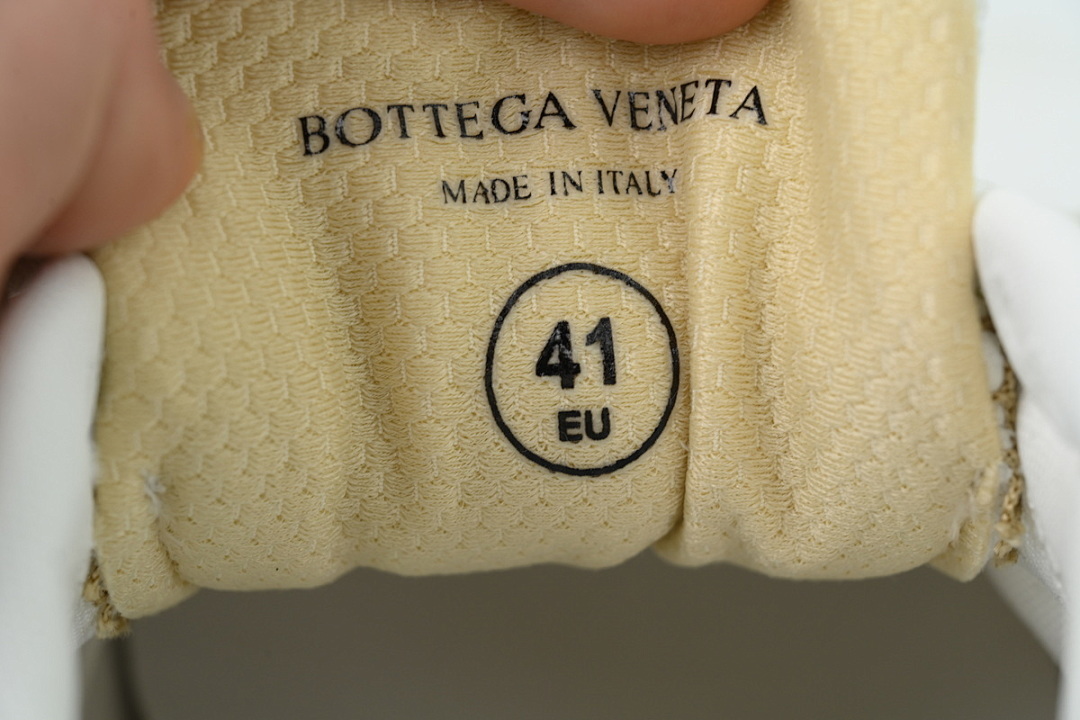 BOTTEGA VENETA
MADE IN ITALY
41
EU